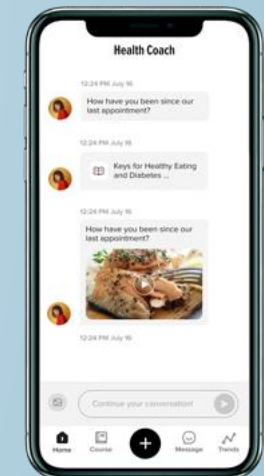 Health Coach
12:24 PM July 16
How have you been since our
last appointment?
12:24 PM July 16
Keys for Healthy Eating
and Diabetes ...
12:24 PM July 16
How have you been since our
last appointment?
12:24 PM July 16
Continue your conversation!
Home
Course
Message
Trends